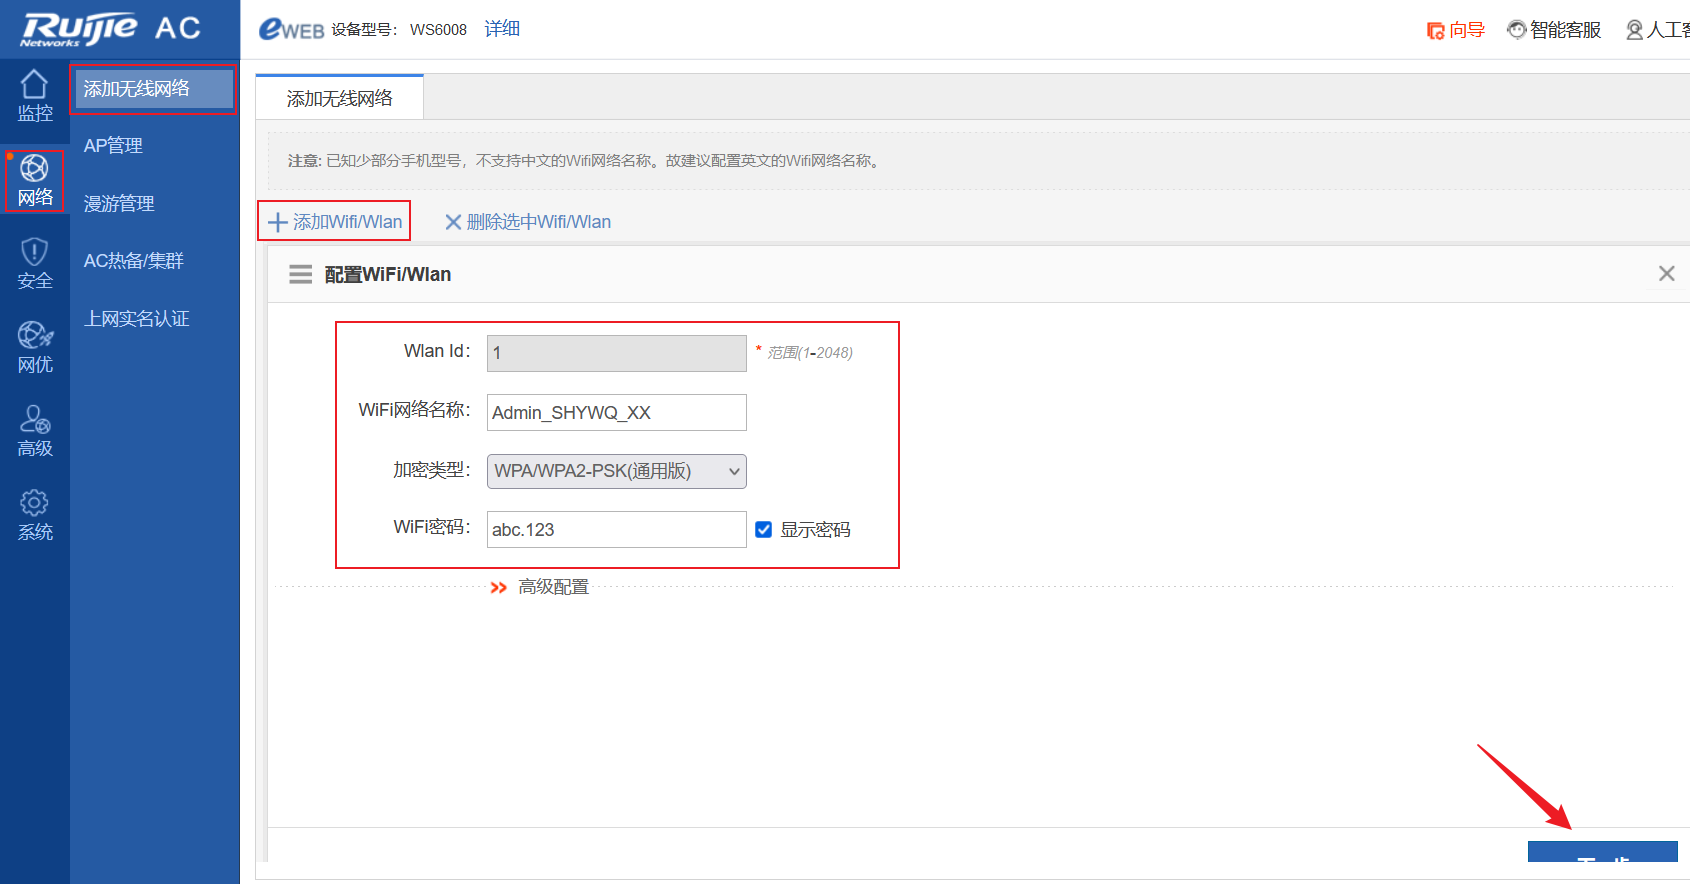 Ruijie Networks AC
eWEB 设备型号： WS6008 详细
向导 智能客服 人工客
监控
网络
安全
网优
高级
系统
添加无线网络
AP管理
漫游管理
AC热备/集群
上网实名认证
添加无线网络
注意: 已知少部分手机型号，不支持中文的Wifi网络名称。故建议配置英文的Wifi网络名称。
添加Wifi/Wlan 删除选中Wifi/Wlan
配置WiFi/Wlan
Wlan Id： 1 * 范围(1-2048)
WiFi网络名称： Admin_SHYWQ_XX
加密类型： WPA/WPA2-PSK(通用版)
WiFi密码： abc.123 显示密码
高级配置